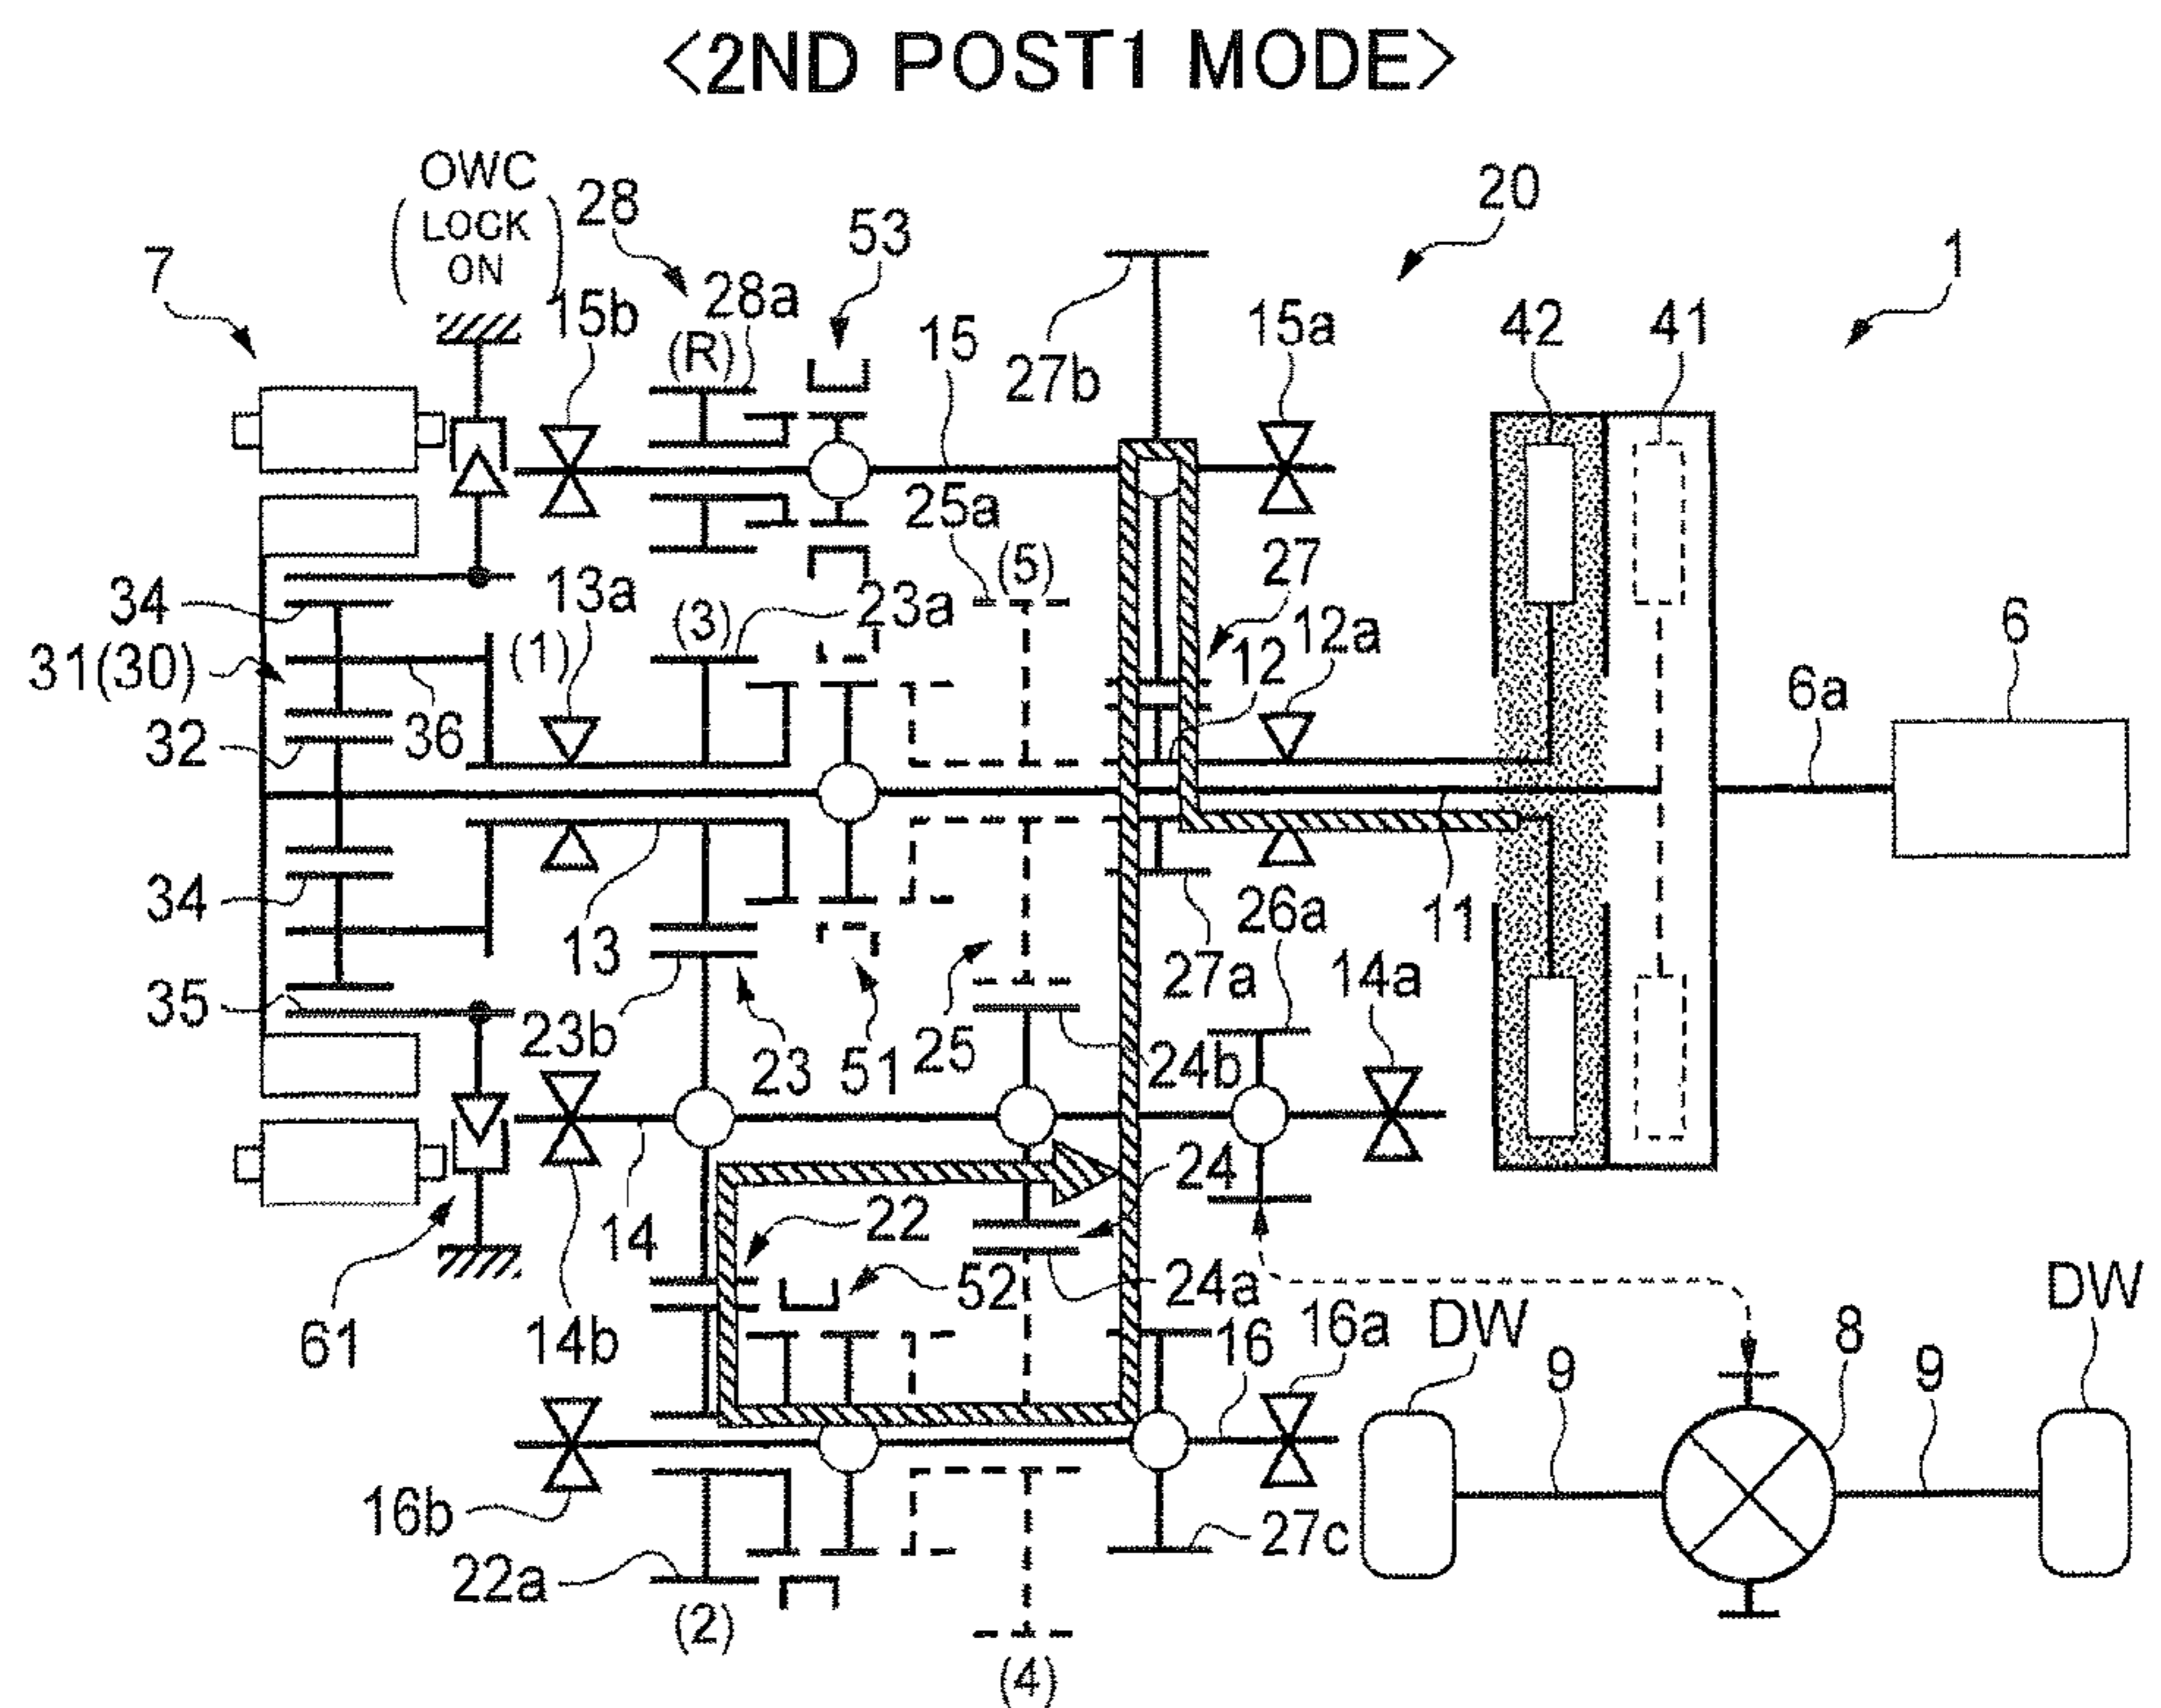 <2ND POST1 MODE>
OWC
(LOCK
ON)
28
20
53
1
7
28a
15b
(R)
15
27b
15a
42
41
25a
(5)
27
34
13a
(3)
23a
12a
6
31(30)
(1)
12
6a
32
36
34
13
26a
11
35
23b
23
51
25
27a
14a
24b
14
22
24
61
14b
52
24a
16
16a
DW
DW
9
8
9
16b
22a
27c
(2)
(4)